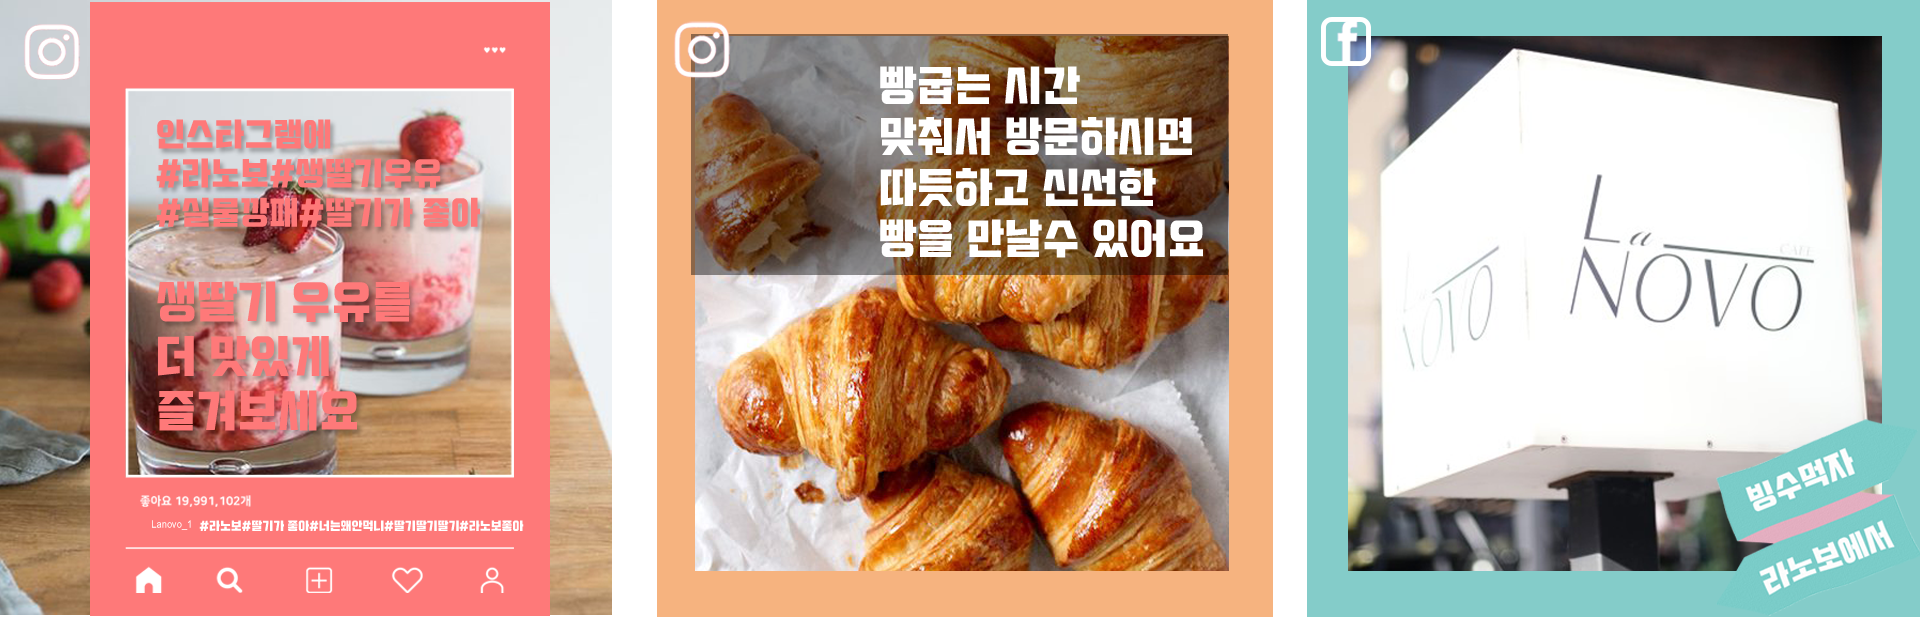 인스타그램에
#라노보#생딸기우유
#실물깡패#딸기가 좋아
생딸기 우유를
더 맛있게
즐겨보세요
좋아요 19,991,102개
Lanovo_1 #라노보#딸기가 좋아#너는왜안먹니#딸기딸기딸기#라노보좋아
빵굽는 시간
맞춰서 방문하시면
따듯하고 신선한
빵을 만날수 있어요
La
CAFE
NOVO
La
NOVO
빙수먹자
라노보에서